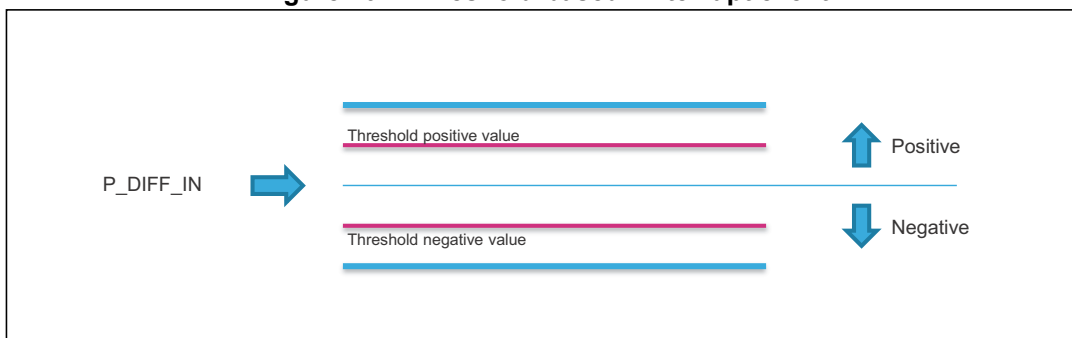 Threshold positive value
Positive
P_DIFF_IN
Negative
Threshold negative value